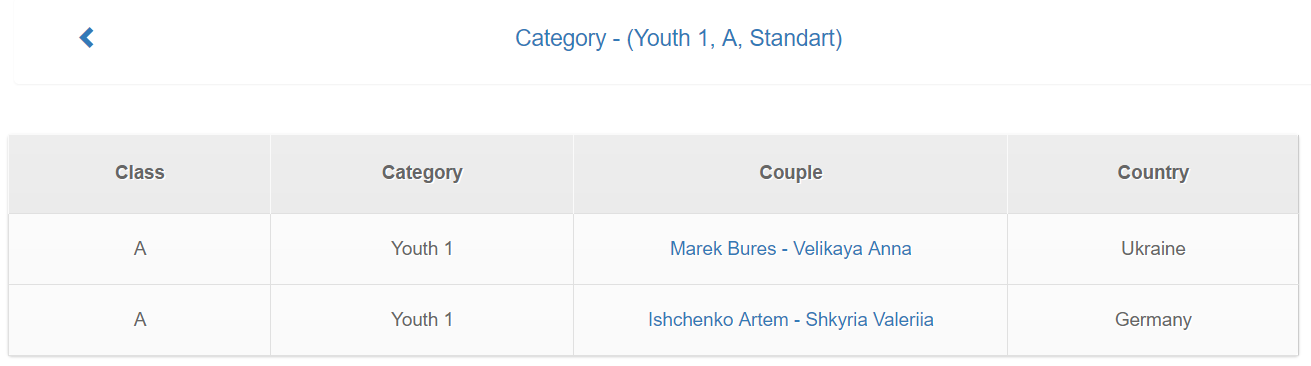 Category - (Youth 1, A, Standart)
Class Category Couple Country
A Youth 1 Marek Bures - Velikaya Anna Ukraine
A Youth 1 Ishchenko Artem - Shkyria Valeriia Germany